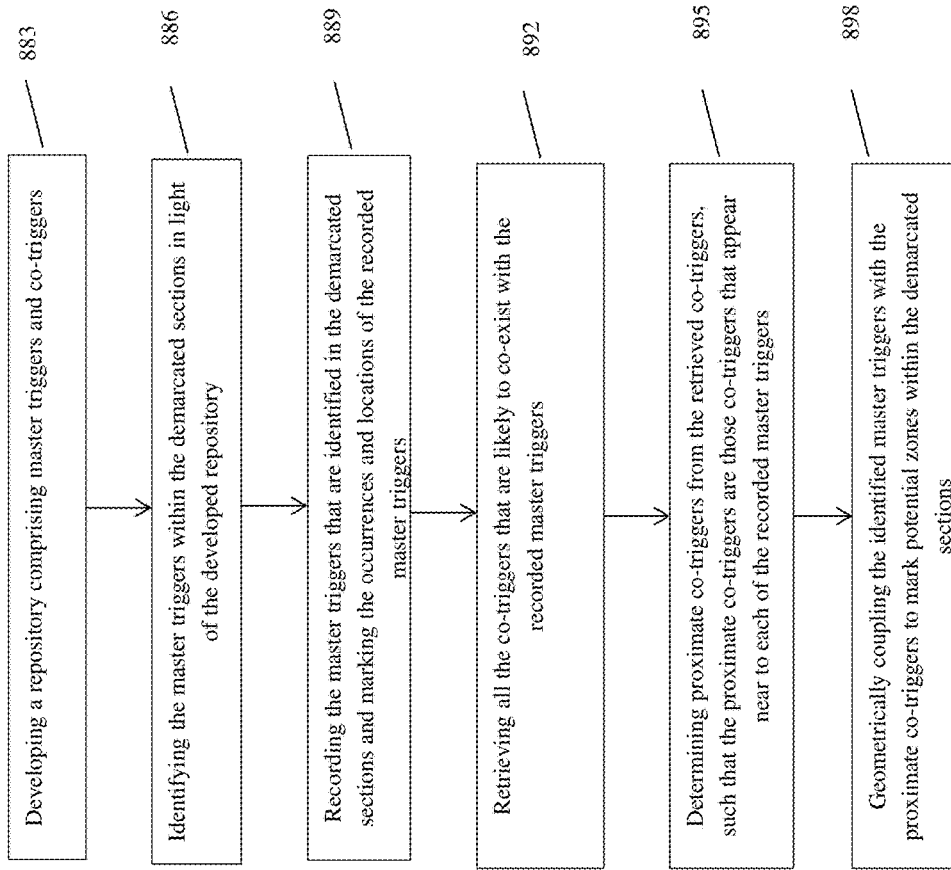 Developing a repository comprising master triggers and co-triggers
883
Identifying the master triggers within the demarcated sections in light
of the developed repository
886
Recording the master triggers that are identified in the demarcated
sections and marking the occurrences and locations of the recorded
master triggers
889
Retrieving all the co-triggers that are likely to co-exist with the
recorded master triggers
892
Determining proximate co-triggers from the retrieved co-triggers,
such that the proximate co-triggers are those co-triggers that appear
near to each of the recorded master triggers
895
Geometrically coupling the identified master triggers with the
proximate co-triggers to mark potential zones within the demarcated
sections
898